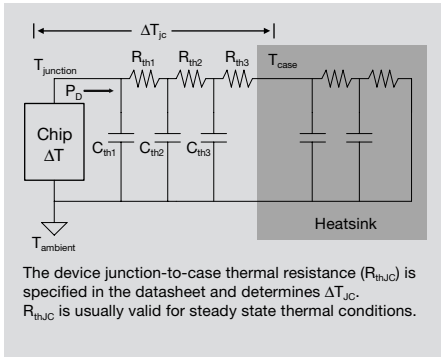 ΔTjc
Rth1 Rth2 Rth3
Tjunction
Tcase
PD
Chip
ΔT
Cth1 Cth2 Cth3
Heatsink
Tambient
The device junction-to-case thermal resistance (RthJC) is
specified in the datasheet and determines ΔTJC.
RthJC is usually valid for steady state thermal conditions.